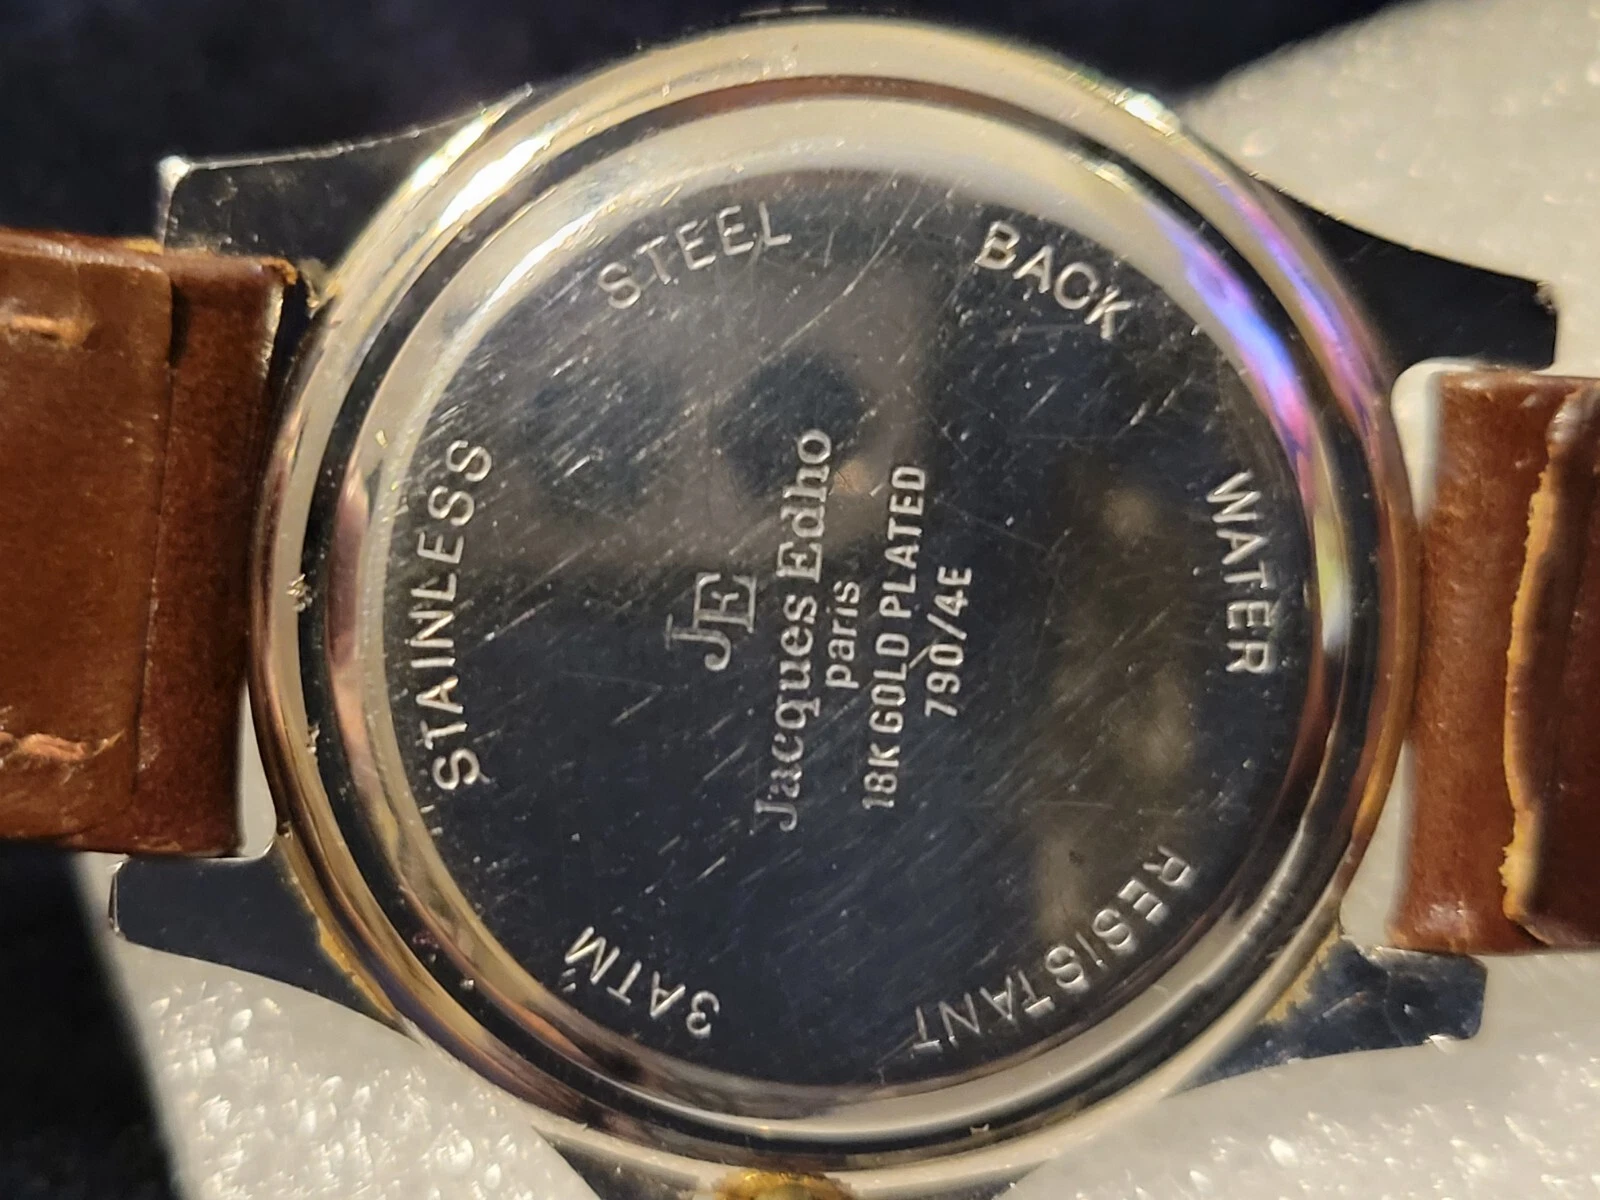 JE
Jacques Edho
paris
18K GOLD PLATED
790/4E
STAINLESS STEEL BACK WATER RESISTANT 3ATM